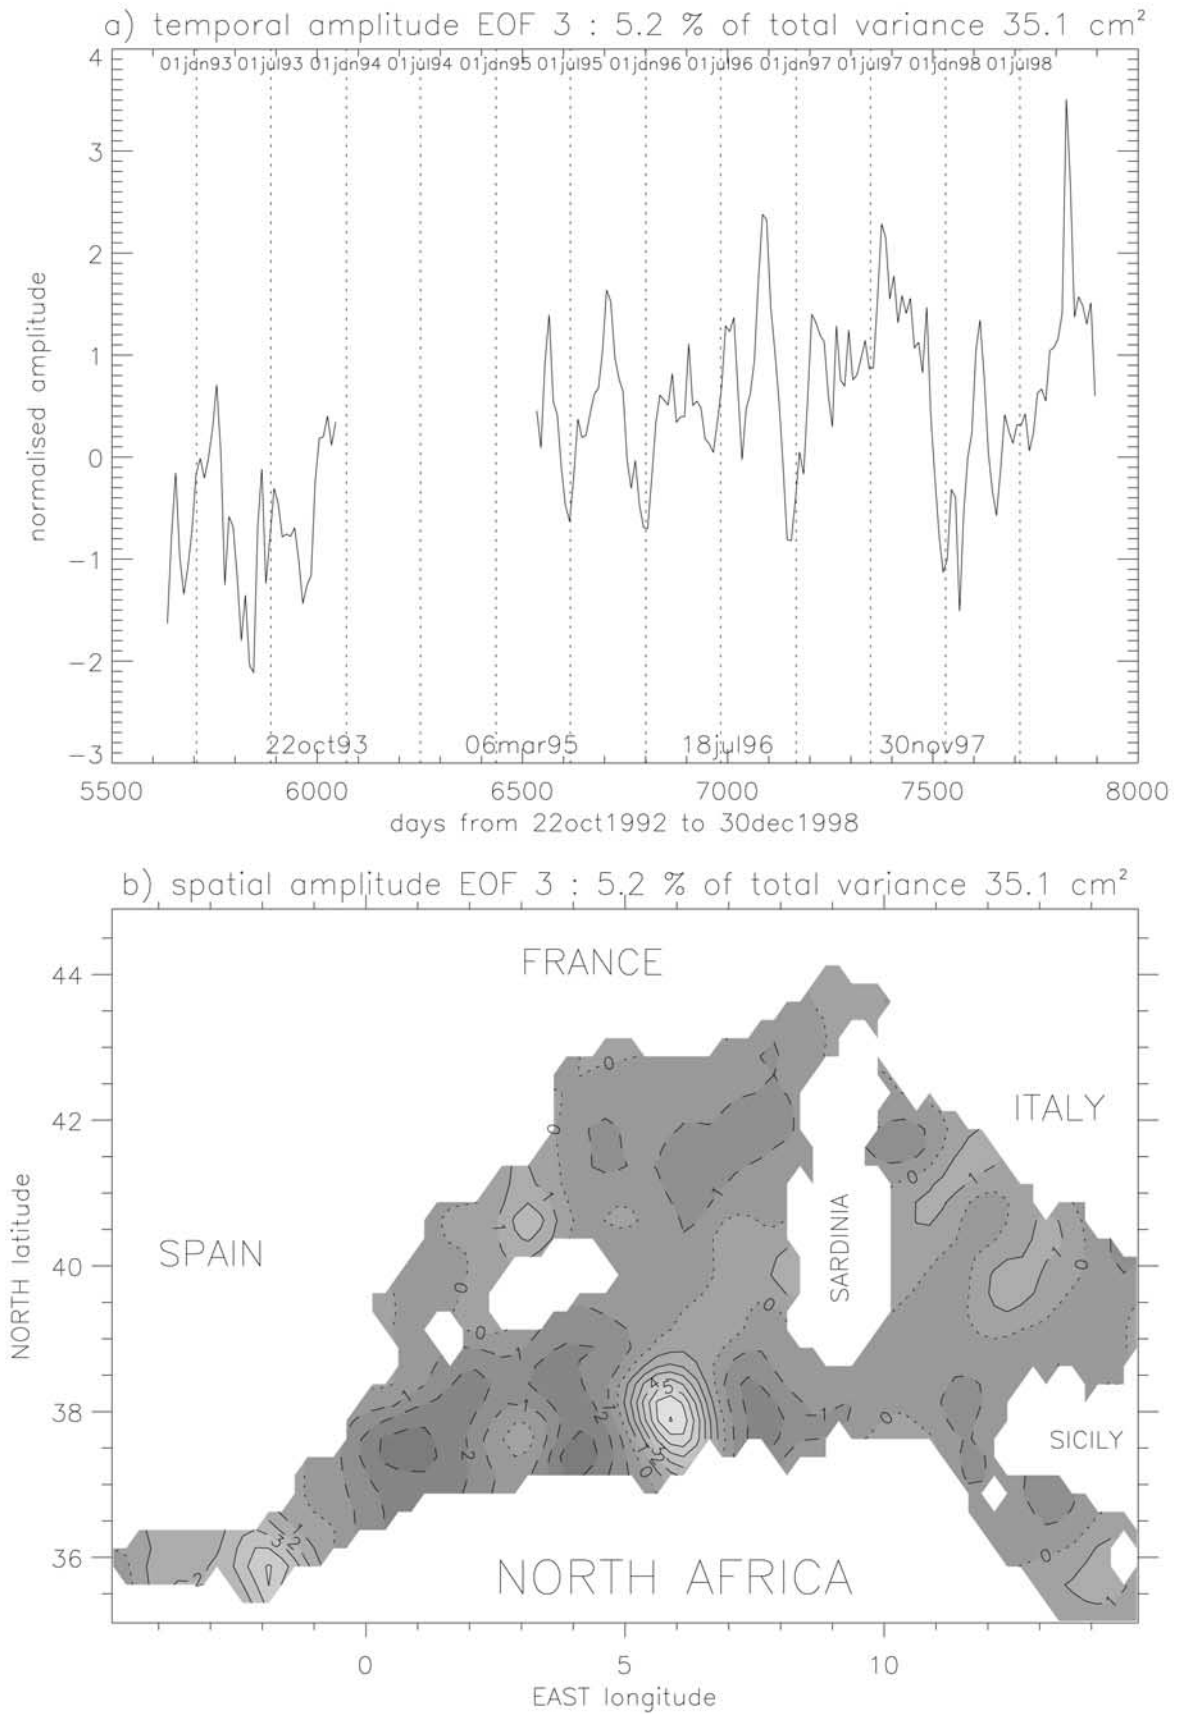 a) temporal amplitude EOF 3 : 5.2 % of total variance 35.1 cm²
01jan93 01jul93 01jan94 01jul94 01jan95 01jul95 01jan96 01jul96 01jan97 01jul97 01jan98 01jul98
4
3
2
1
0
−1
−2
−3
normalised amplitude
22oct93 06mar95 18jul96 30nov97
5500 6000 6500 7000 7500 8000
days from 22oct1992 to 30dec1998
b) spatial amplitude EOF 3 : 5.2 % of total variance 35.1 cm²
FRANCE
ITALY
SPAIN
SARDINIA
SICILY
NORTH AFRICA
44
42
40
38
36
NORTH latitude
0 5 10
EAST longitude